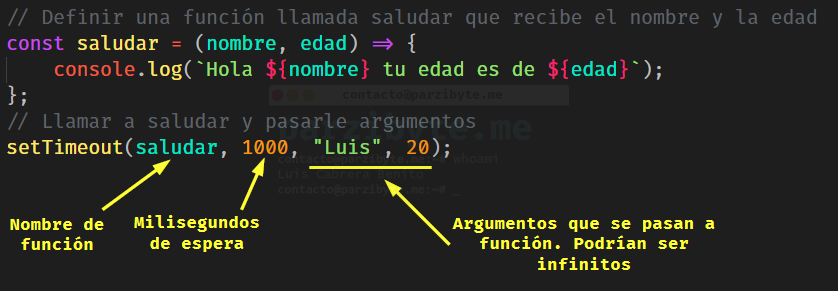 // Definir una función llamada saludar que recibe el nombre y la edad
const saludar = (nombre, edad) => {
    console.log(`Hola ${nombre} tu edad es de ${edad}`);
};
contacto@parzibyte.me
// Llamar a saludar y pasarle argumentos
parzibyte.me
setTimeout(saludar, 1000, "Luis", 20);
contacto@parzibyte.me:~# whoami
Luis Cabrera Benito
contacto@parzibyte.me:~# _
Nombre de
función
Milisegundos
de espera
Argumentos que se pasan a
función. Podrían ser
infinitos